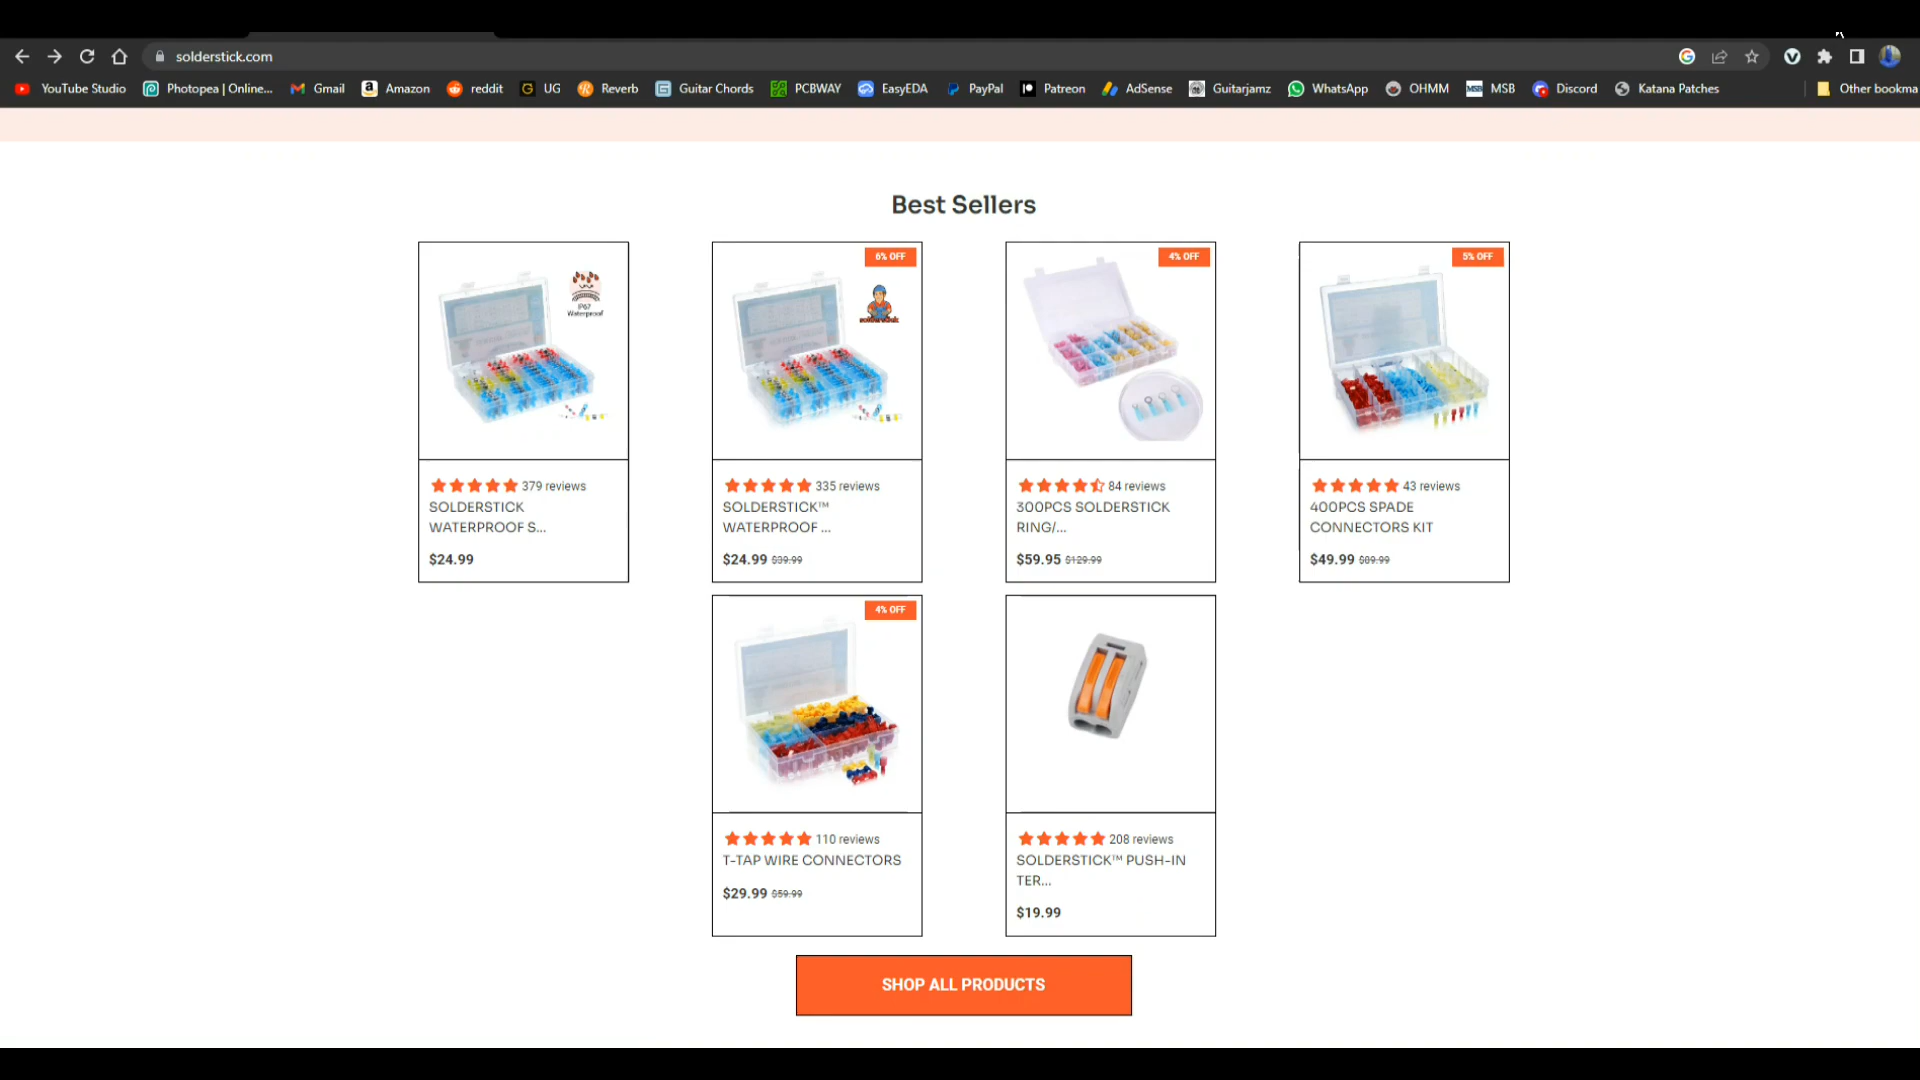 solderstick.com
YouTube Studio
Photopea | Online...
Gmail
Amazon
reddit
UG
Reverb
Guitar Chords
PCBWAY
EasyEDA
PayPal
Patreon
AdSense
Guitarjamz
WhatsApp
OHMM
MSB
Discord
Katana Patches
Other bookma
Best Sellers
IP67
Waterproof
379 reviews
SOLDERSTICK
WATERPROOF S...
$24.99
6% OFF
solderstick
335 reviews
SOLDERSTICK™
WATERPROOF ...
$24.99 $39.99
4% OFF
84 reviews
300PCS SOLDERSTICK
RING/...
$59.95 $129.99
5% OFF
43 reviews
400PCS SPADE
CONNECTORS KIT
$49.99 $89.99
4% OFF
110 reviews
T-TAP WIRE CONNECTORS
$29.99 $59.99
208 reviews
SOLDERSTICK™ PUSH-IN
TER...
$19.99
SHOP ALL PRODUCTS